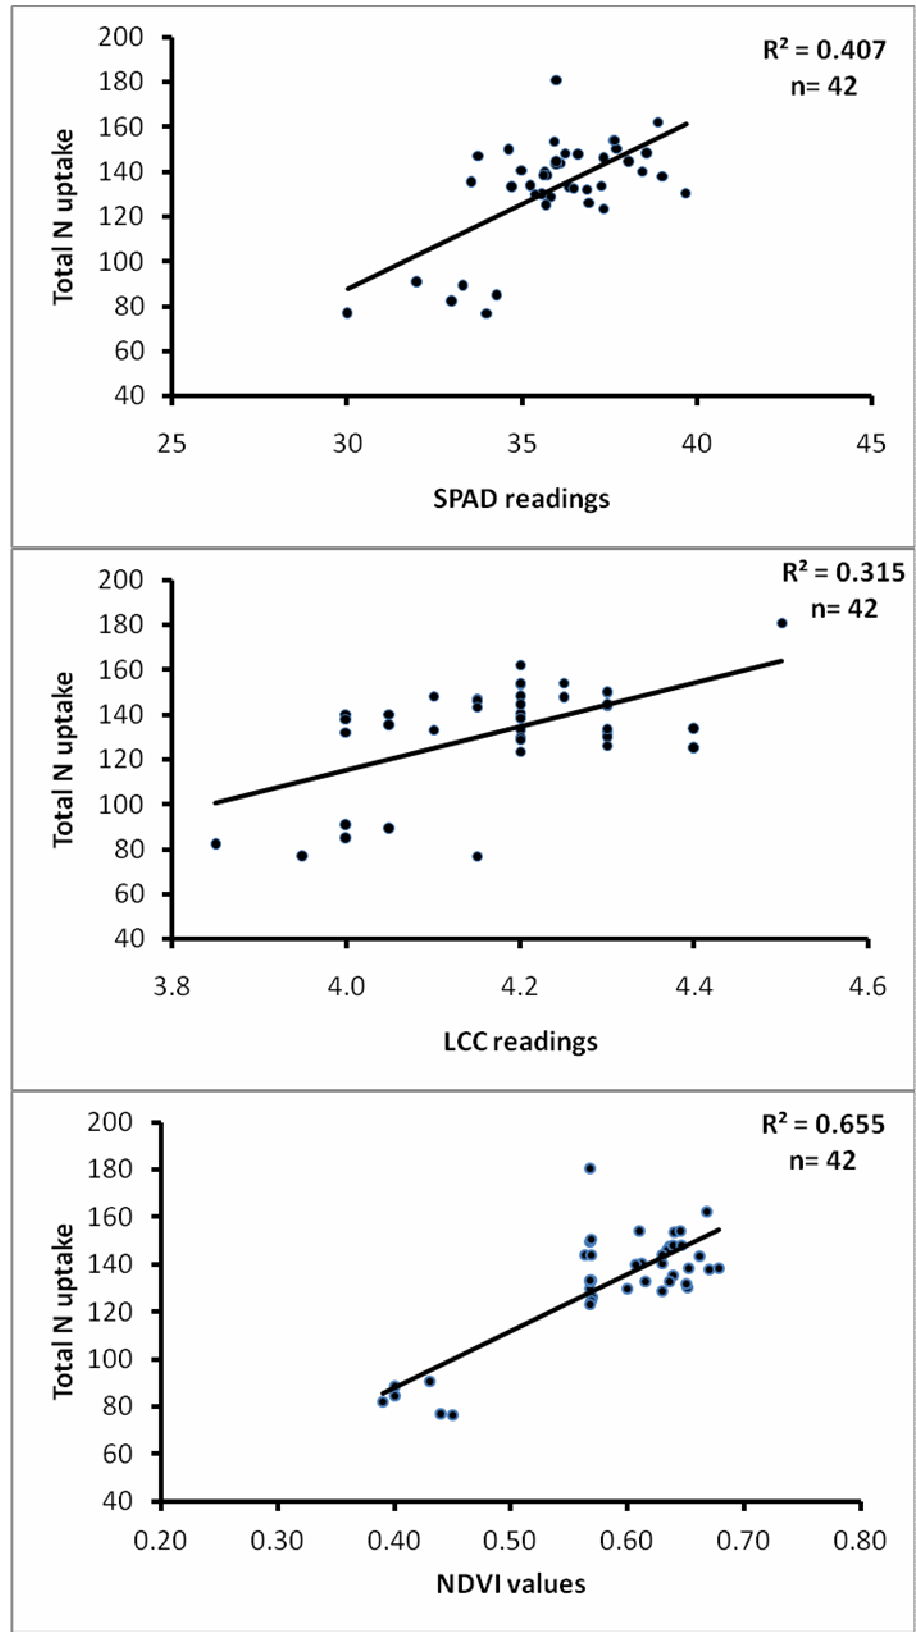 R² = 0.407
n= 42
200
180
160
140
120
100
80
60
40
Total N uptake
25 30 35 40 45
SPAD readings
R² = 0.315
n= 42
200
180
160
140
120
100
80
60
40
Total N uptake
3.8 4.0 4.2 4.4 4.6
LCC readings
R² = 0.655
n= 42
200
180
160
140
120
100
80
60
40
Total N uptake
0.20 0.30 0.40 0.50 0.60 0.70 0.80
NDVI values